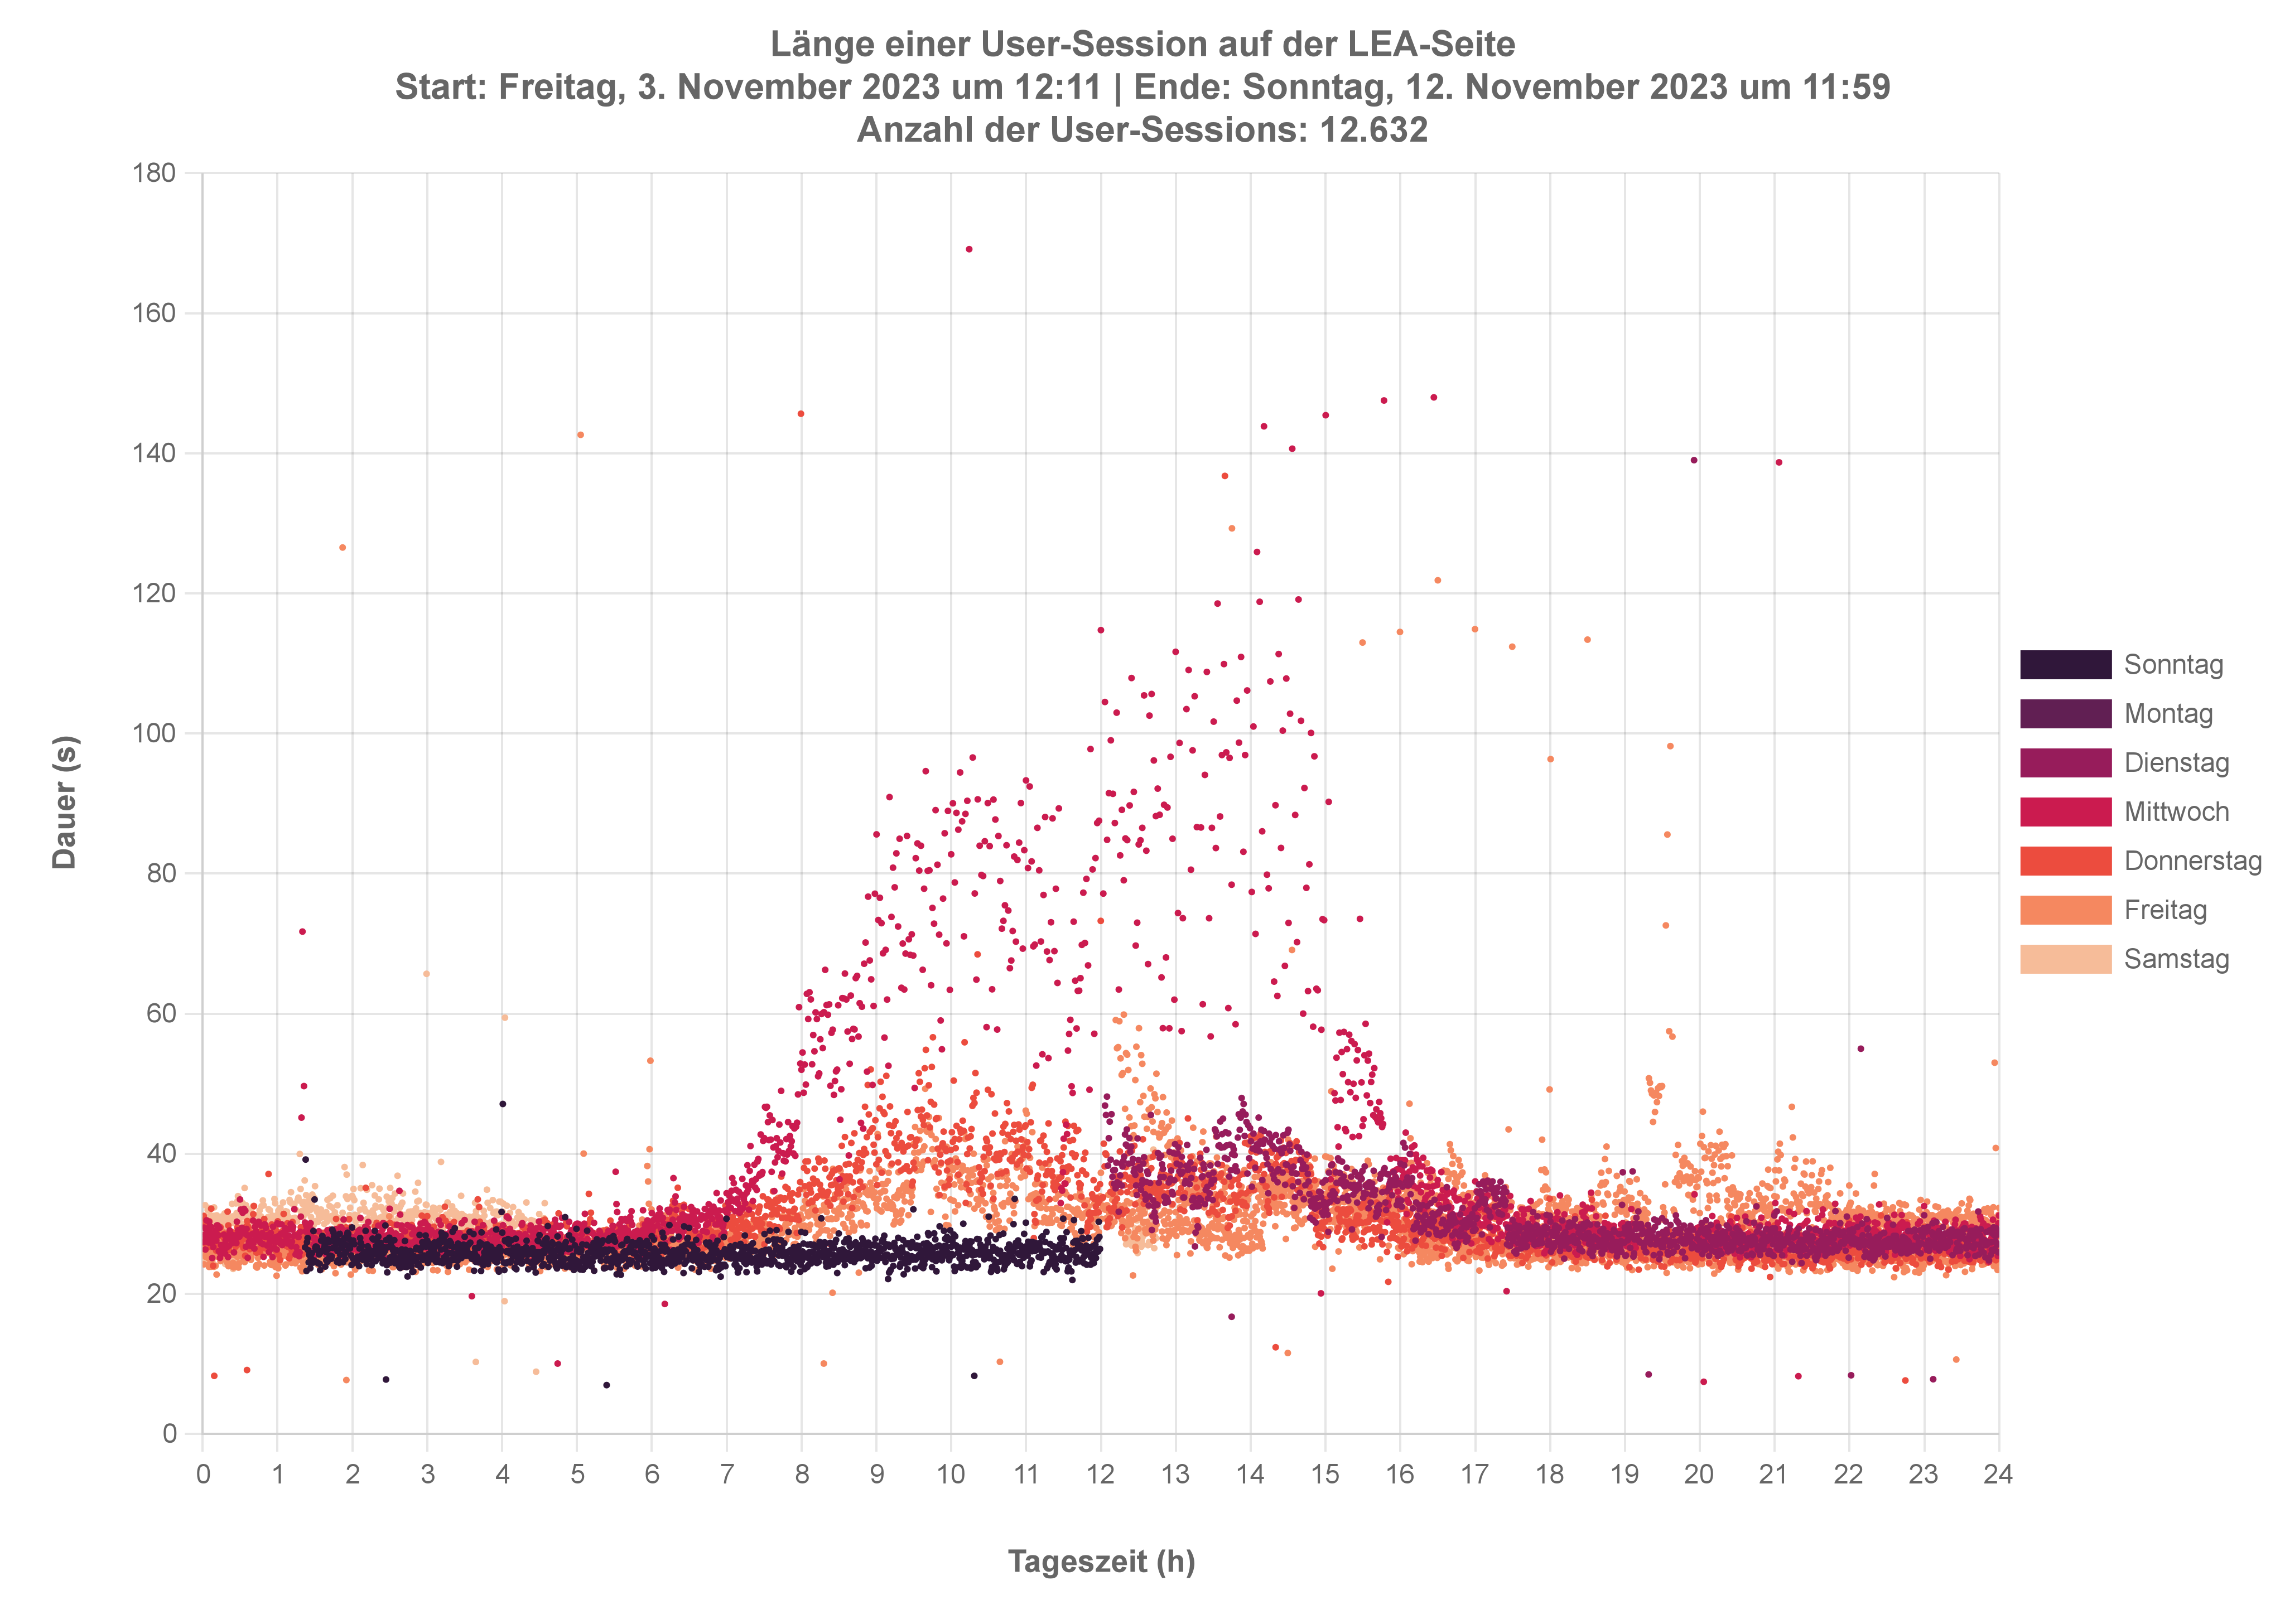 Länge einer User-Session auf der LEA-Seite
Start: Freitag, 3. November 2023 um 12:11 | Ende: Sonntag, 12. November 2023 um 11:59
Anzahl der User-Sessions: 12.632
180
160
140
120
100
80
60
40
20
0
Dauer (s)
0 1 2 3 4 5 6 7 8 9 10 11 12 13 14 15 16 17 18 19 20 21 22 23 24
Tageszeit (h)
Sonntag
Montag
Dienstag
Mittwoch
Donnerstag
Freitag
Samstag